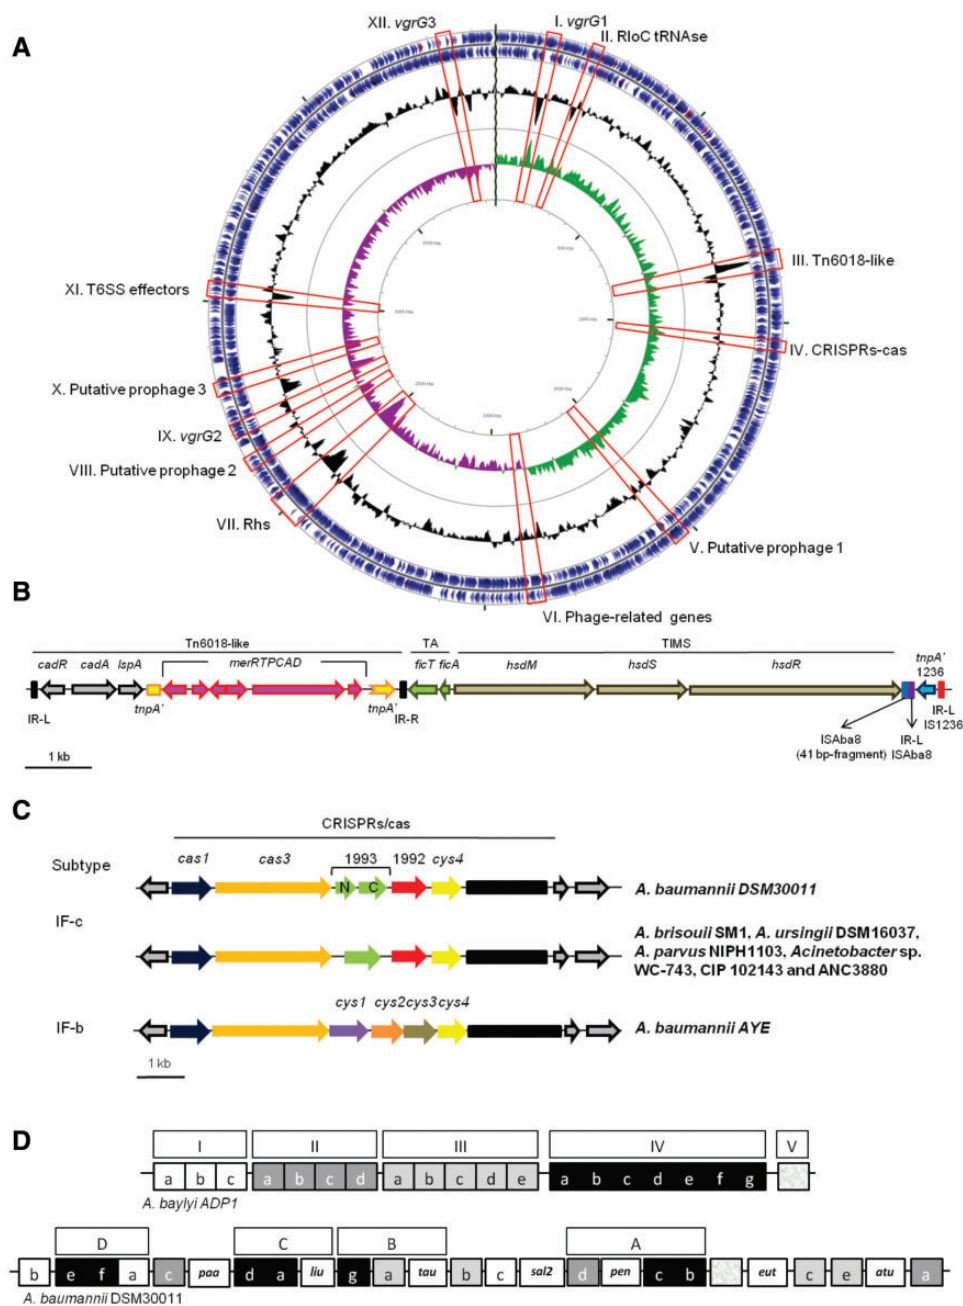 A
XII. vgrG3
I. vgrG1
II. RloC tRNAse
III. Tn6018-like
IV. CRISPRs-cas
V. Putative prophage 1
VI. Phage-related genes
VII. Rhs
VIII. Putative prophage 2
IX. vgrG2
X. Putative prophage 3
XI. T6SS effectors
500 kbp
B
Tn6018-like TA TIMS
cadR cadA lspA merRTPCAD ficT ficA hsdM hsdS hsdR tnpA'
1236
tnpA' tnpA'
IR-L IR-R IR-L
IS1236
ISAba8 IR-L
(41 bp-fragment) ISAba8
1 kb
C
CRISPRs/cas
Subtype cas1 cas3 1993 1992 cys4
N C A. baumannii DSM30011
IF-c
A. brisouii SM1, A. ursingii DSM16037,
A. parvus NIPH1103, Acinetobacter sp.
WC-743, CIP 102143 and ANC3880
cys1 cys2 cys3 cys4
IF-b A. baumannii AYE
1 kb
D
I II III IV V
a b c a b c d a b c d e a b c d e f g
A. baylyi ADP1
D C B A
b e f a c paa d a liu g a tau b c sal2 d pen c b eut c e atu a
A. baumannii DSM30011